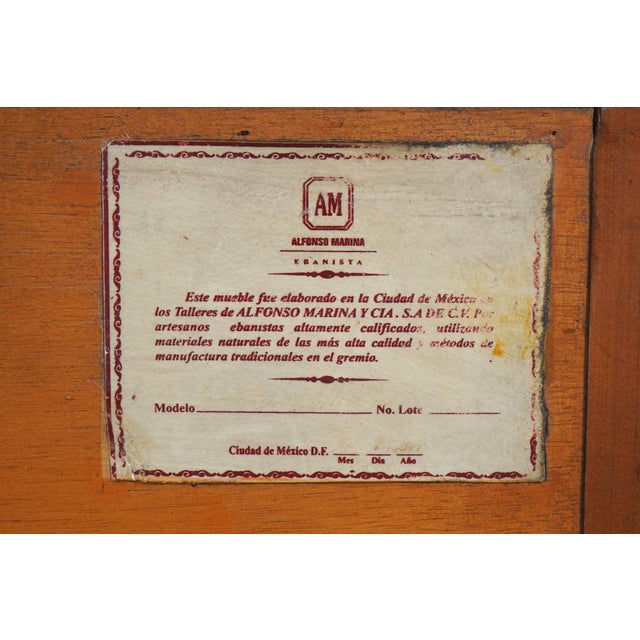 AM
ALFONSO MARINA
EBANISTA
Este mueble fue elaborado en la Ciudad de México en
los Talleres de ALFONSO MARINA Y CIA. S.A DE C.V. Por
artesanos ebanistas altamente calificados, utilizando
materiales naturales de las más alta calidad y métodos de
manufactura tradicionales en el gremio.
Modelo No. Lote
Ciudad de México D.F.
Mes Día Año